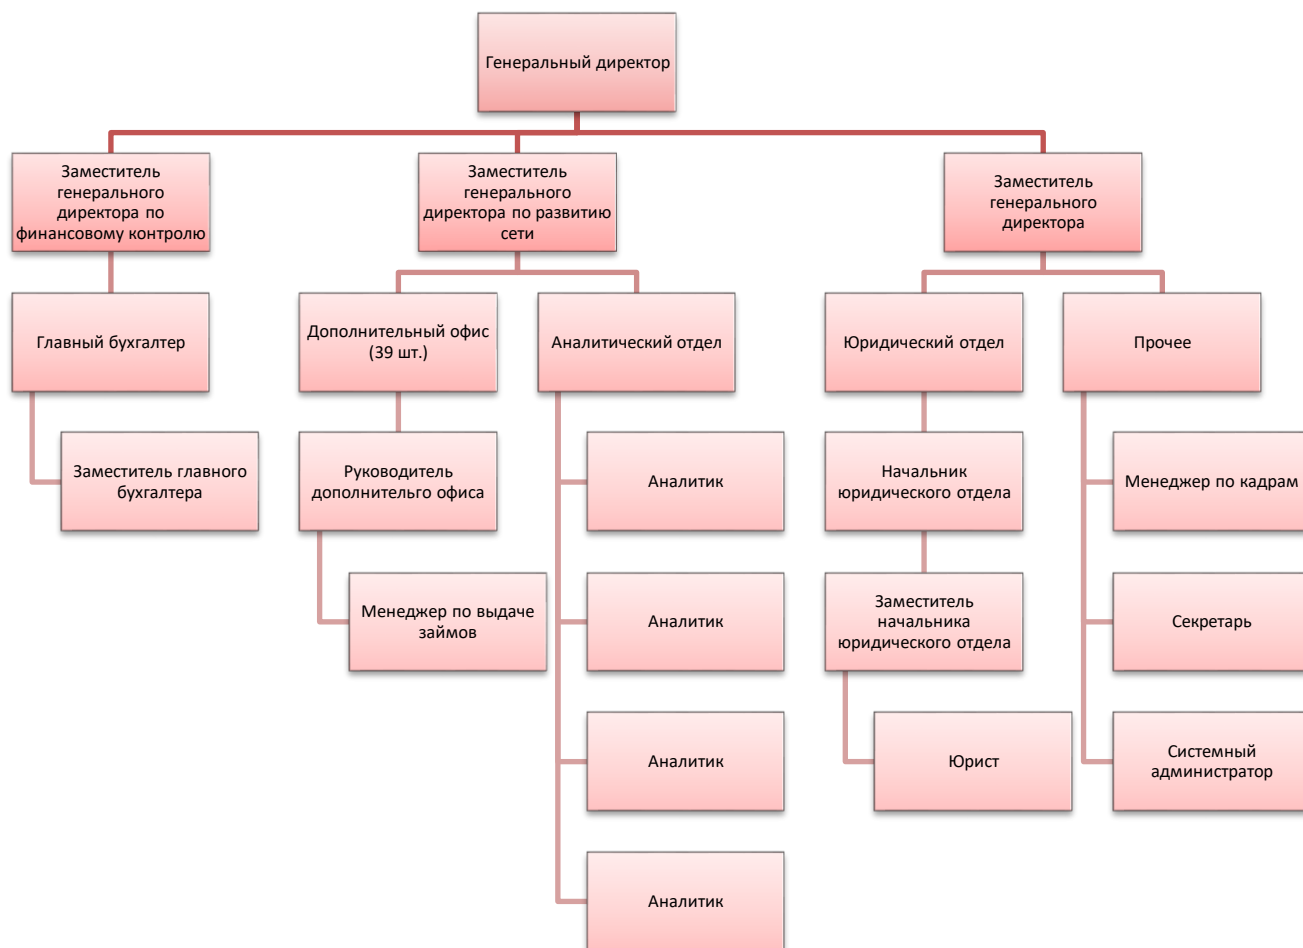 Генеральный директор
Заместитель
генерального
директора по
финансовому контролю
Заместитель
генерального
директора по развитию
сети
Заместитель
генерального
директора
Главный бухгалтер
Дополнительный офис
(39 шт.)
Аналитический отдел
Юридический отдел
Прочее
Заместитель главного
бухгалтера
Руководитель
дополнительго офиса
Аналитик
Начальник
юридического отдела
Менеджер по кадрам
Менеджер по выдаче
займов
Аналитик
Заместитель
начальника
юридического отдела
Секретарь
Аналитик
Юрист
Системный
администратор
Аналитик